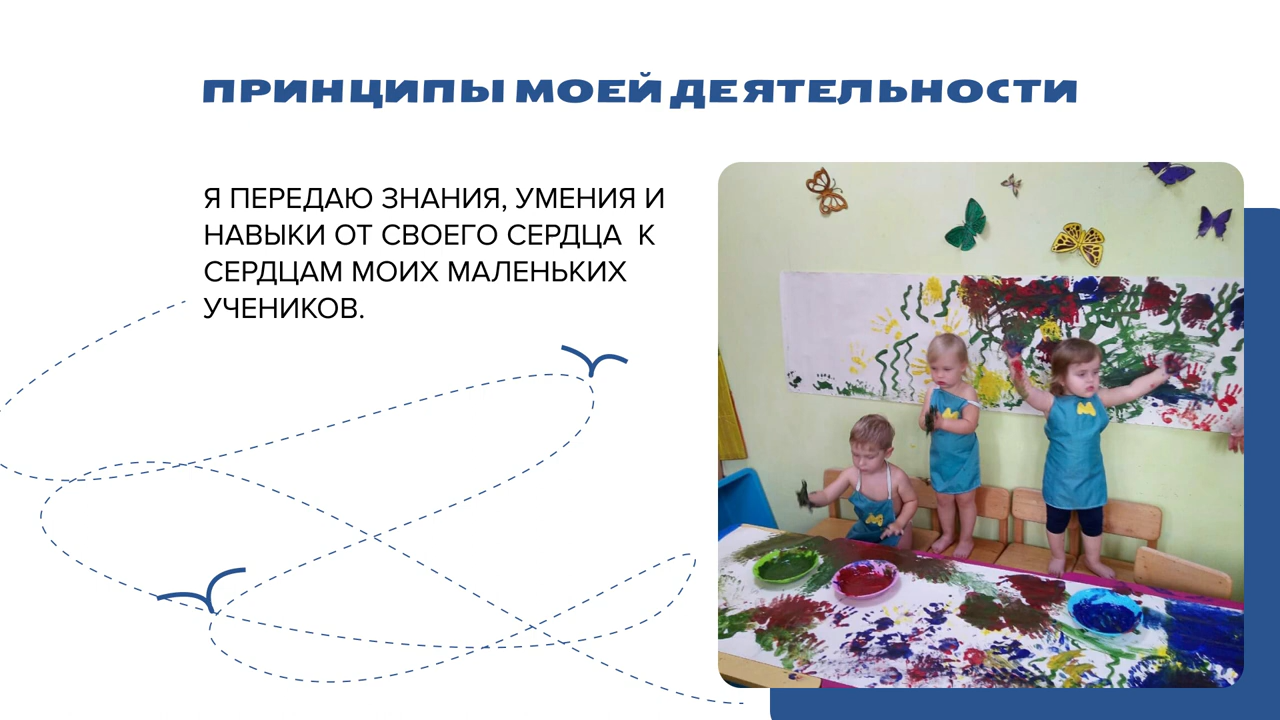 ПРИНЦИПЫ МОЕЙ ДЕЯТЕЛЬНОСТИ
Я ПЕРЕДАЮ ЗНАНИЯ, УМЕНИЯ И
НАВЫКИ ОТ СВОЕГО СЕРДЦА К
СЕРДЦАМ МОИХ МАЛЕНЬКИХ
УЧЕНИКОВ.